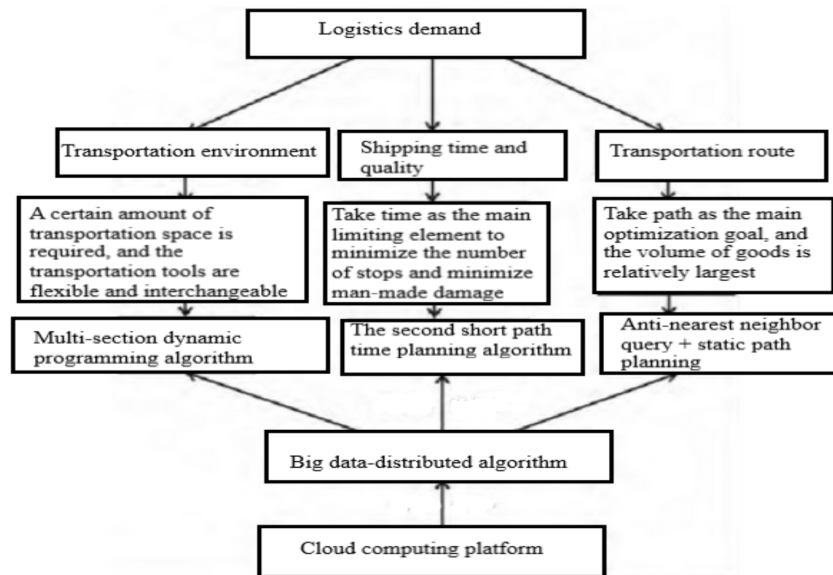 Logistics demand
Transportation environment
Shipping time and
quality
Transportation route
A certain amount of
transportation space is
required, and the
transportation tools are
flexible and interchangeable
Take time as the main
limiting element to
minimize the number
of stops and minimize
man-made damage
Take path as the main
optimization goal, and
the volume of goods is
relatively largest
Multi-section dynamic
programming algorithm
The second short path
time planning algorithm
Anti-nearest neighbor
query + static path
planning
Big data-distributed algorithm
Cloud computing platform